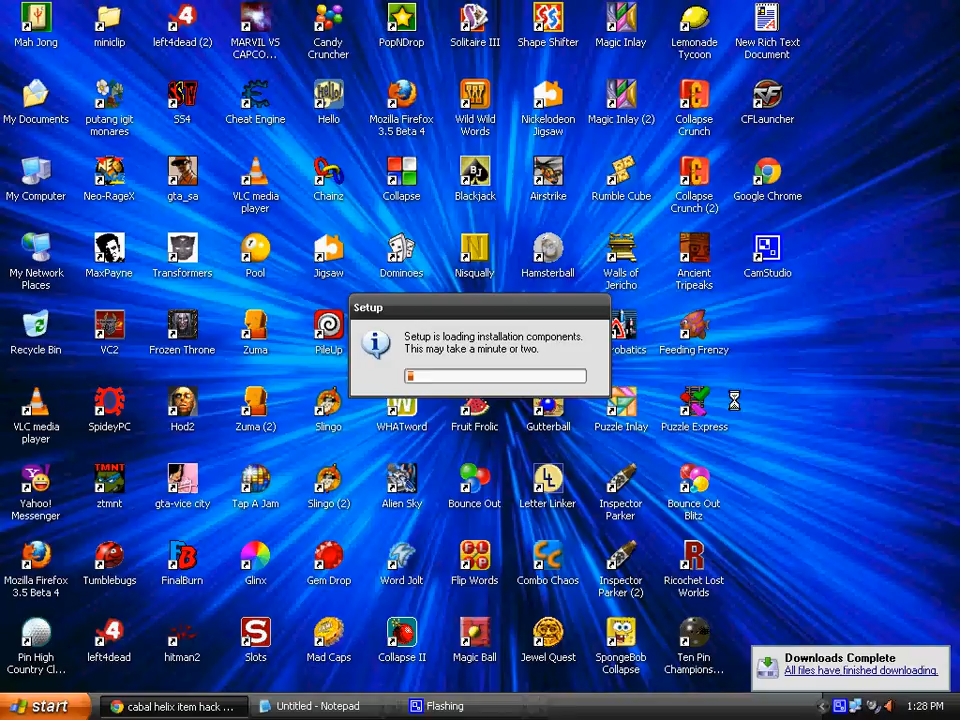 Mah Jong
miniclip
left4dead (2)
MARVIL VS
CAPCO...
Candy
Cruncher
PopNDrop
Solitaire III
Shape Shifter
Magic Inlay
Lemonade
Tycoon
New Rich Text
Document
My Documents
putang igit
monares
SS4
Cheat Engine
Hello
Mozilla Firefox
3.5 Beta 4
Wild Wild
Words
Nickelodeon
Jigsaw
Magic Inlay (2)
Collapse
Crunch
CFLauncher
My Computer
Neo-RageX
gta_sa
VLC media
player
Chainz
Collapse
Blackjack
Airstrike
Rumble Cube
Collapse
Crunch (2)
Google Chrome
My Network
Places
MaxPayne
Transformers
Pool
Jigsaw
Dominoes
Nisqually
Hamsterball
Walls of
Jericho
Ancient
Tripeaks
CamStudio
Setup
Setup is loading installation components.
This may take a minute or two.
Recycle Bin
VC2
Frozen Throne
Zuma
PileUp
robatics
Feeding Frenzy
VLC media
player
SpideyPC
Hod2
Zuma (2)
Slingo
WHATword
Fruit Frolic
Gutterball
Puzzle Inlay
Puzzle Express
Yahoo!
Messenger
ztmnt
gta-vice city
Tap A Jam
Slingo (2)
Alien Sky
Bounce Out
Letter Linker
Inspector
Parker
Bounce Out
Blitz
Mozilla Firefox
3.5 Beta 4
Tumblebugs
FinalBurn
Glinx
Gem Drop
Word Jolt
Flip Words
Combo Chaos
Inspector
Parker (2)
Ricochet Lost
Worlds
Pin High
Country Cl...
left4dead
hitman2
Slots
Mad Caps
Collapse II
Magic Ball
Jewel Quest
SpongeBob
Collapse
Ten Pin
Champions...
Downloads Complete
All files have finished downloading.
start
cabal helix item hack ...
Untitled - Notepad
Flashing
1:28 PM